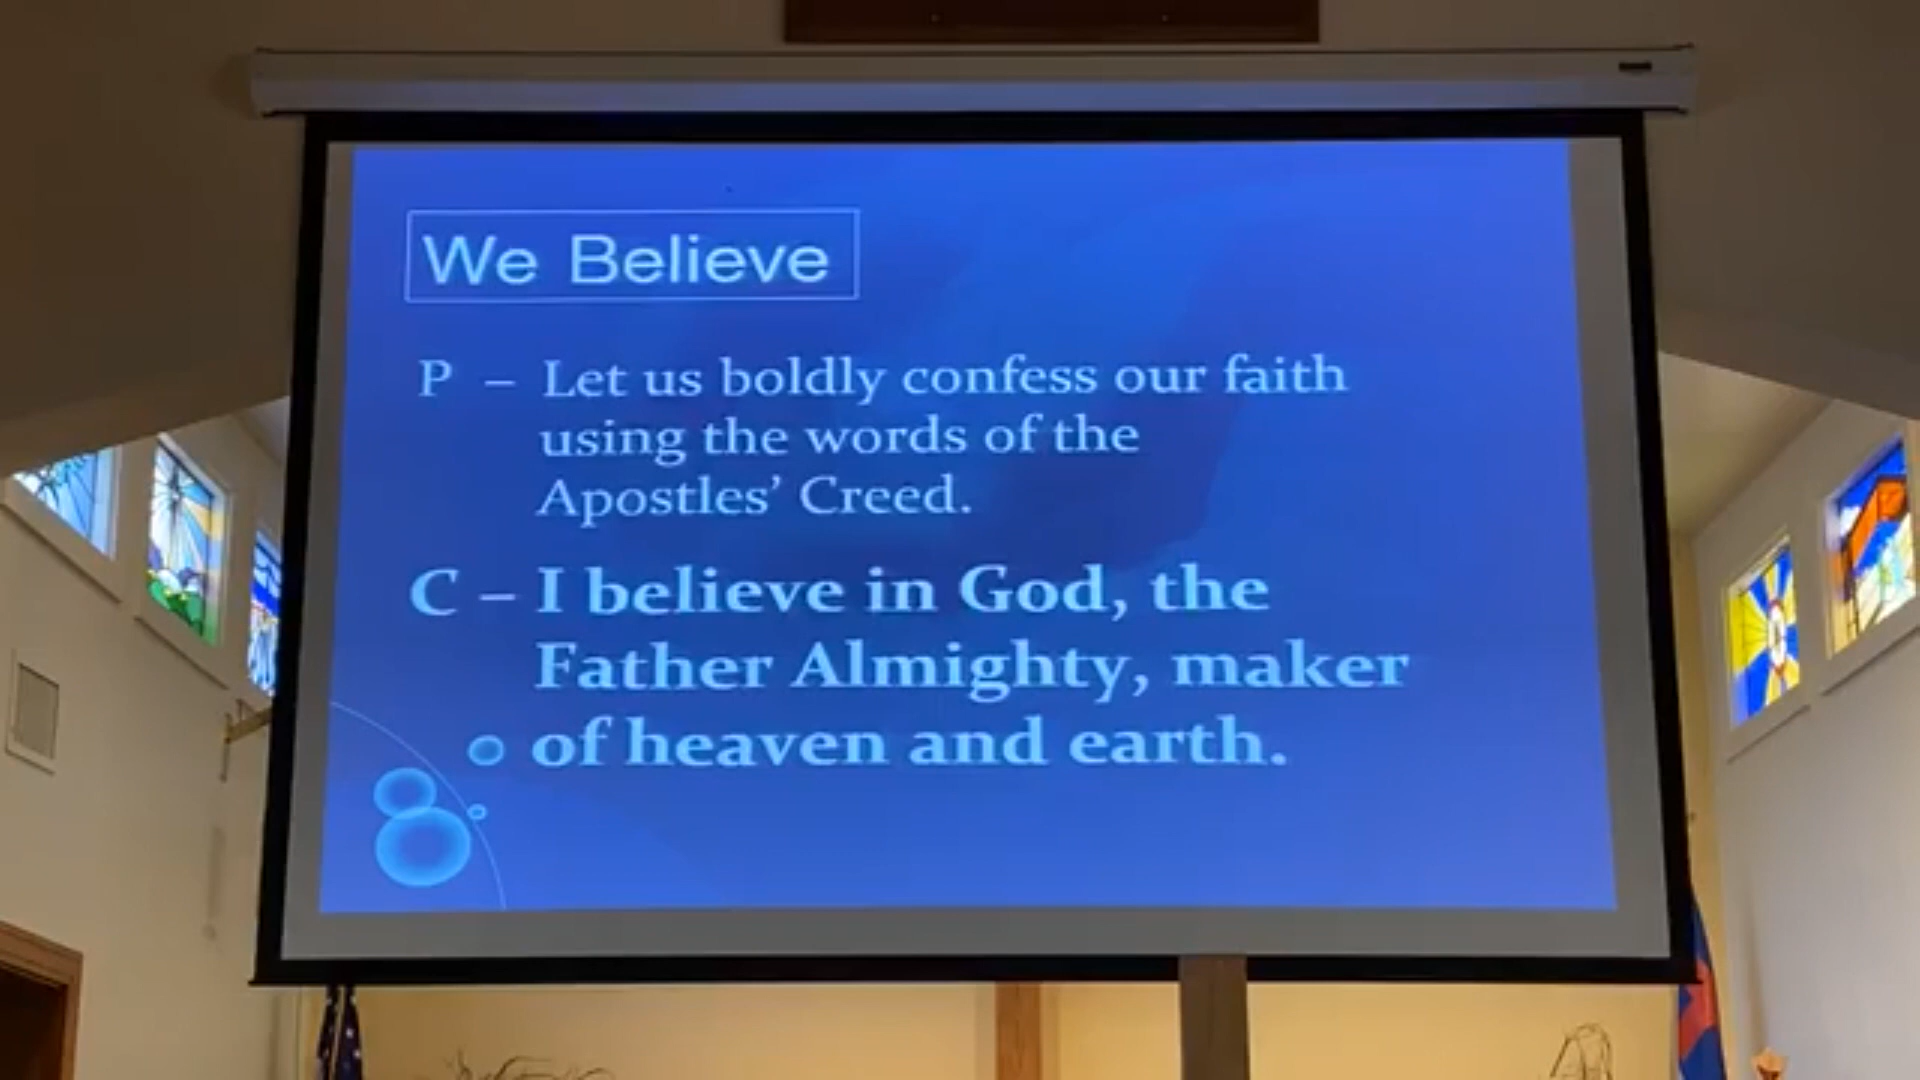 We Believe
P – Let us boldly confess our faith
using the words of the
Apostles’ Creed.
C – I believe in God, the
Father Almighty, maker
of heaven and earth.